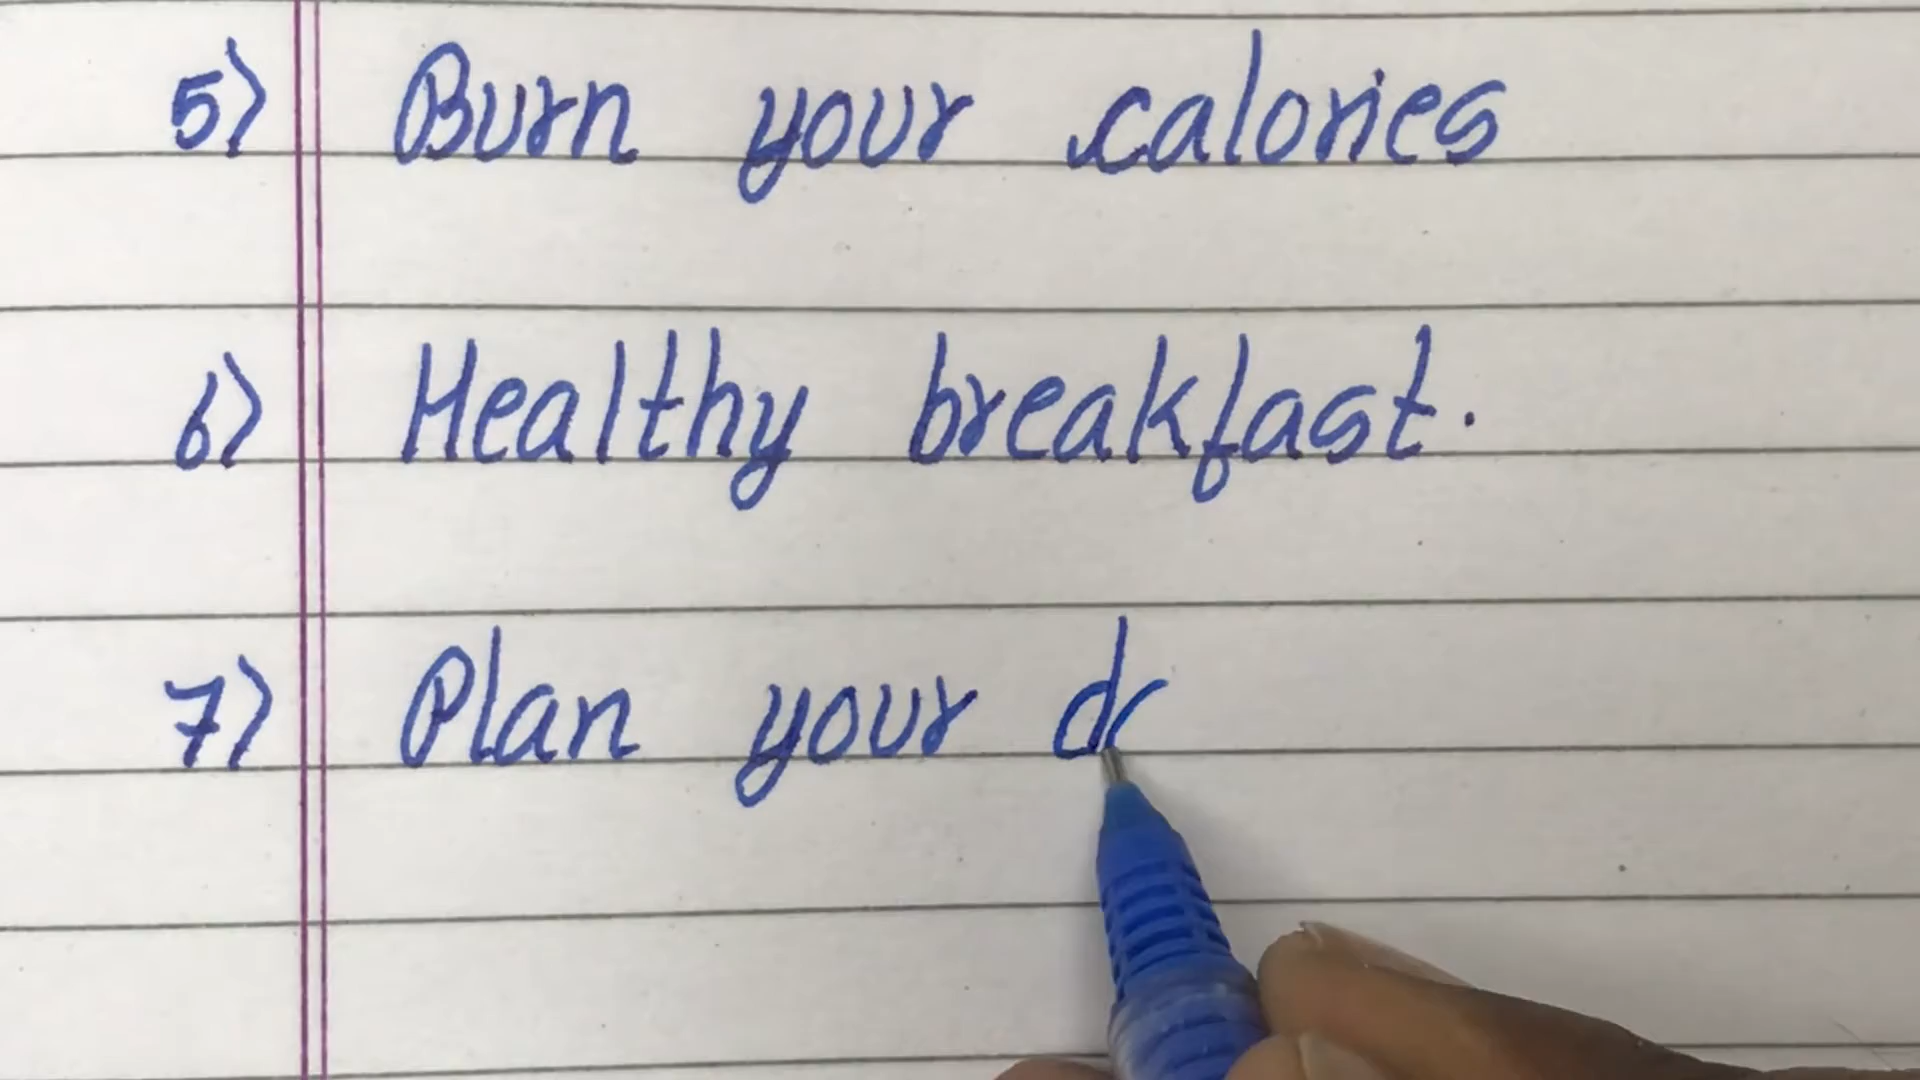 5) Burn your calories
6) Healthy breakfast.
7) Plan your